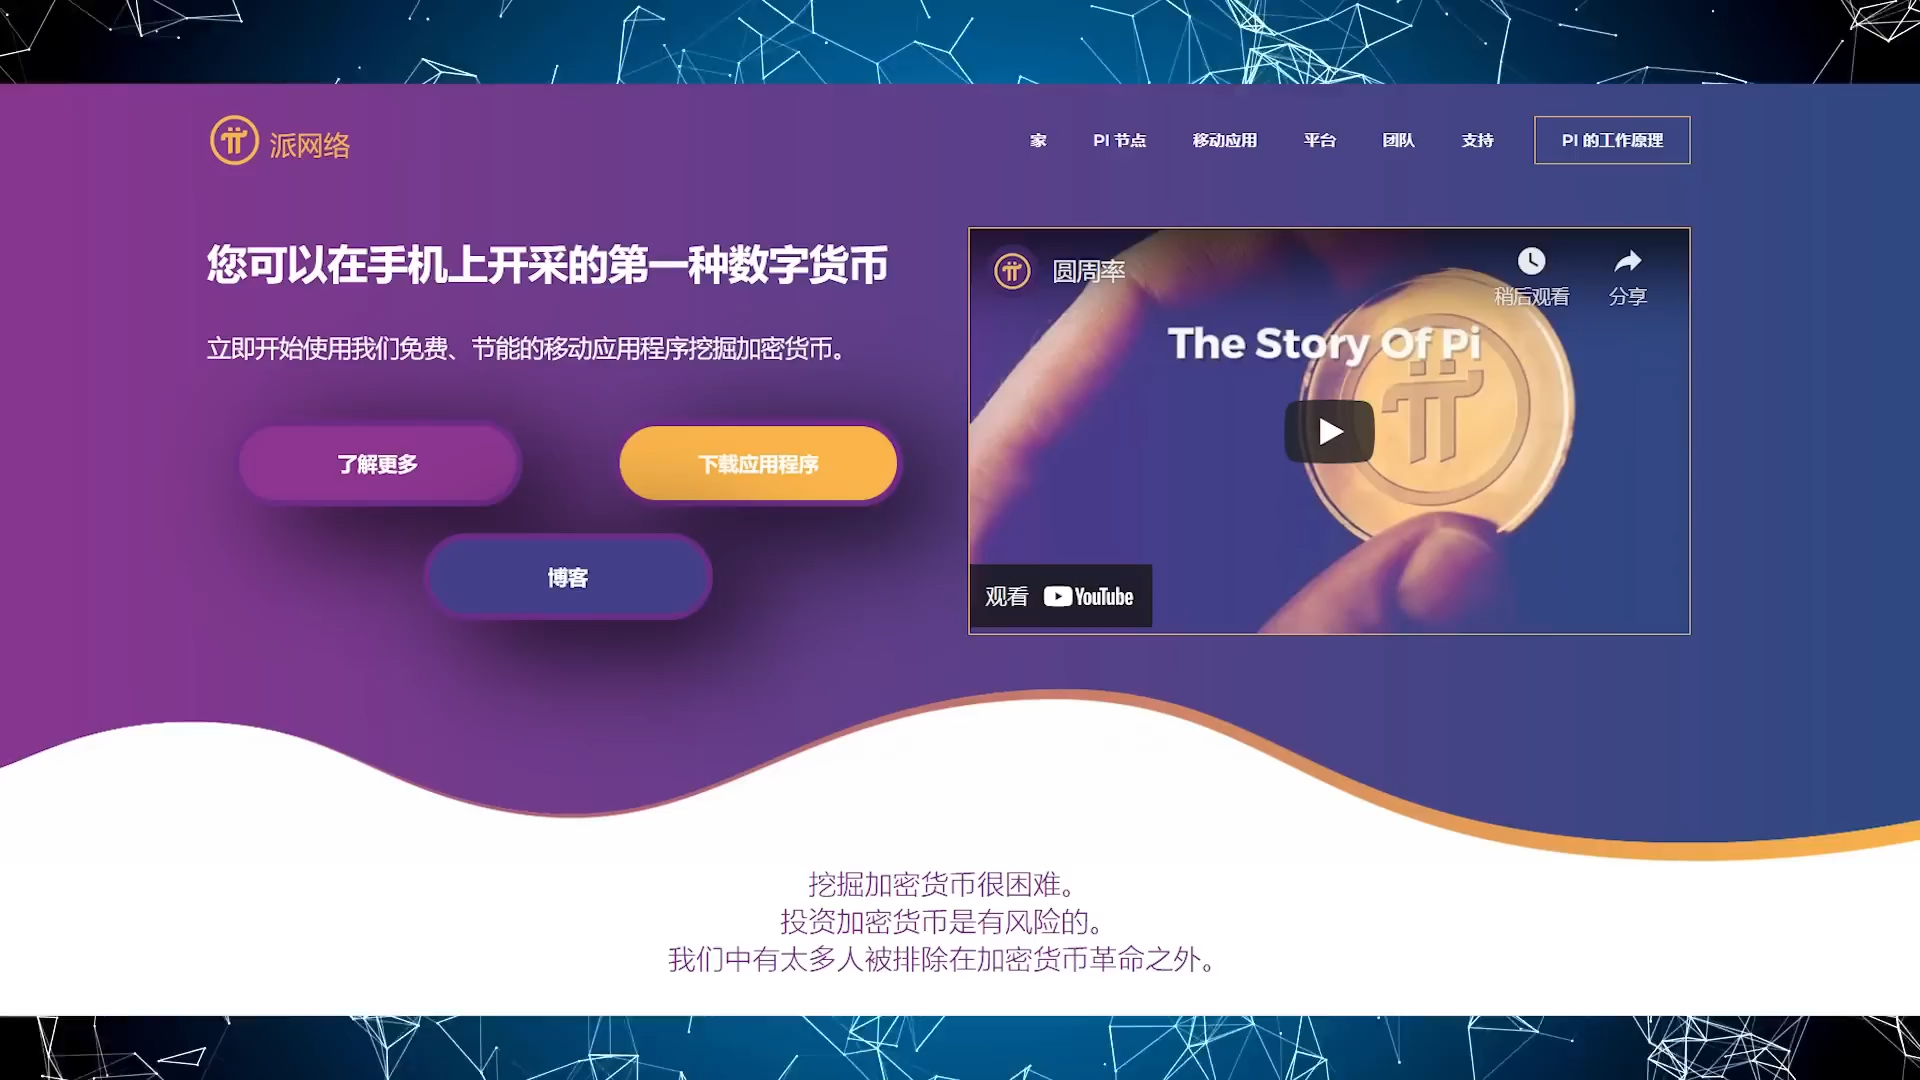 派网络
家 PI 节点 移动应用 平台 团队 支持 PI 的工作原理
您可以在手机上开采的第一种数字货币
立即开始使用我们免费、节能的移动应用程序挖掘加密货币。
了解更多 下载应用程序
博客
圆周率
稍后观看 分享
The Story Of Pi
观看 YouTube
挖掘加密货币很困难。
投资加密货币是有风险的。
我们中有太多人被排除在加密货币革命之外。